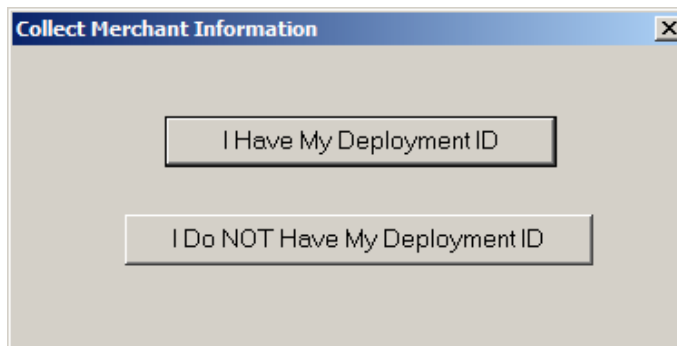 Collect Merchant Information
I Have My Deployment ID
I Do NOT Have My Deployment ID